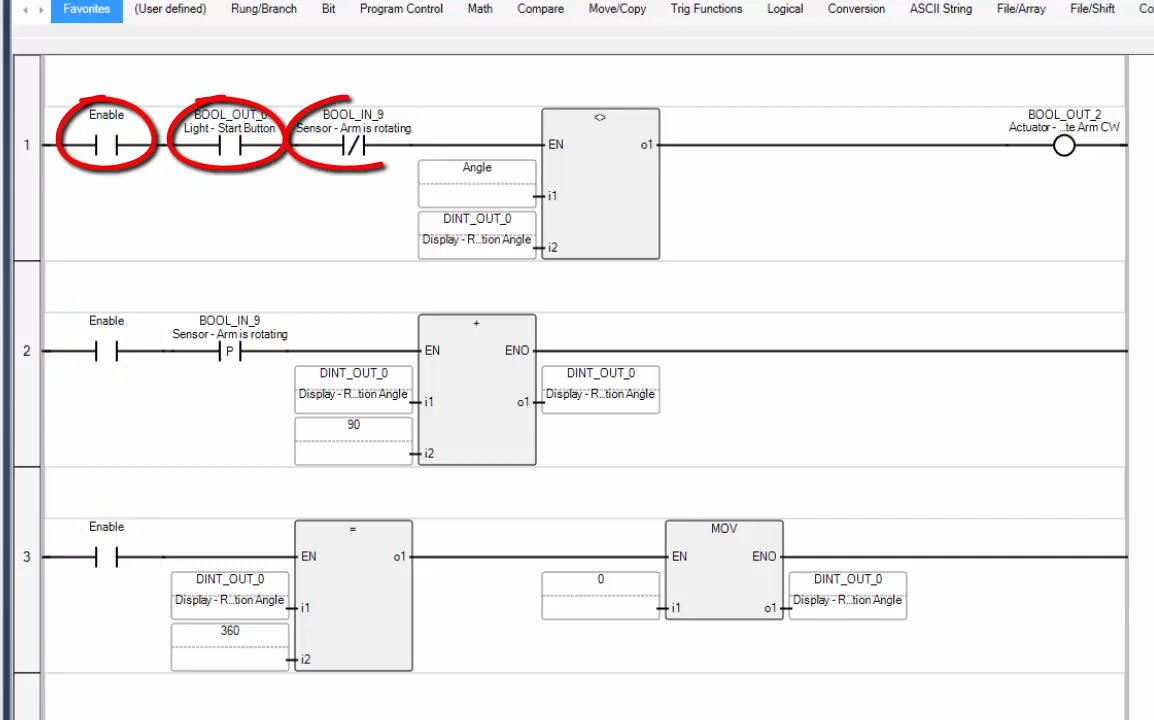 Favorites (User defined) Rung/Branch Bit Program Control Math Compare Move/Copy Trig Functions Logical Conversion ASCII String File/Array File/Shift Co
Enable BOOL_OUT_0 BOOL_IN_9 <> BOOL_OUT_2
Light - Start Button Sensor - Arm is rotating Actuator - ...te Arm CW
1 EN o1
Angle
i1
DINT_OUT_0
Display - R...tion Angle i2
Enable BOOL_IN_9 +
Sensor - Arm is rotating
2 P EN ENO
DINT_OUT_0 DINT_OUT_0
Display - R...tion Angle i1 o1 Display - R...tion Angle
90
i2
Enable = MOV
3 EN o1 EN ENO
DINT_OUT_0 0 DINT_OUT_0
Display - R...tion Angle i1 i1 o1 Display - R...tion Angle
360
i2